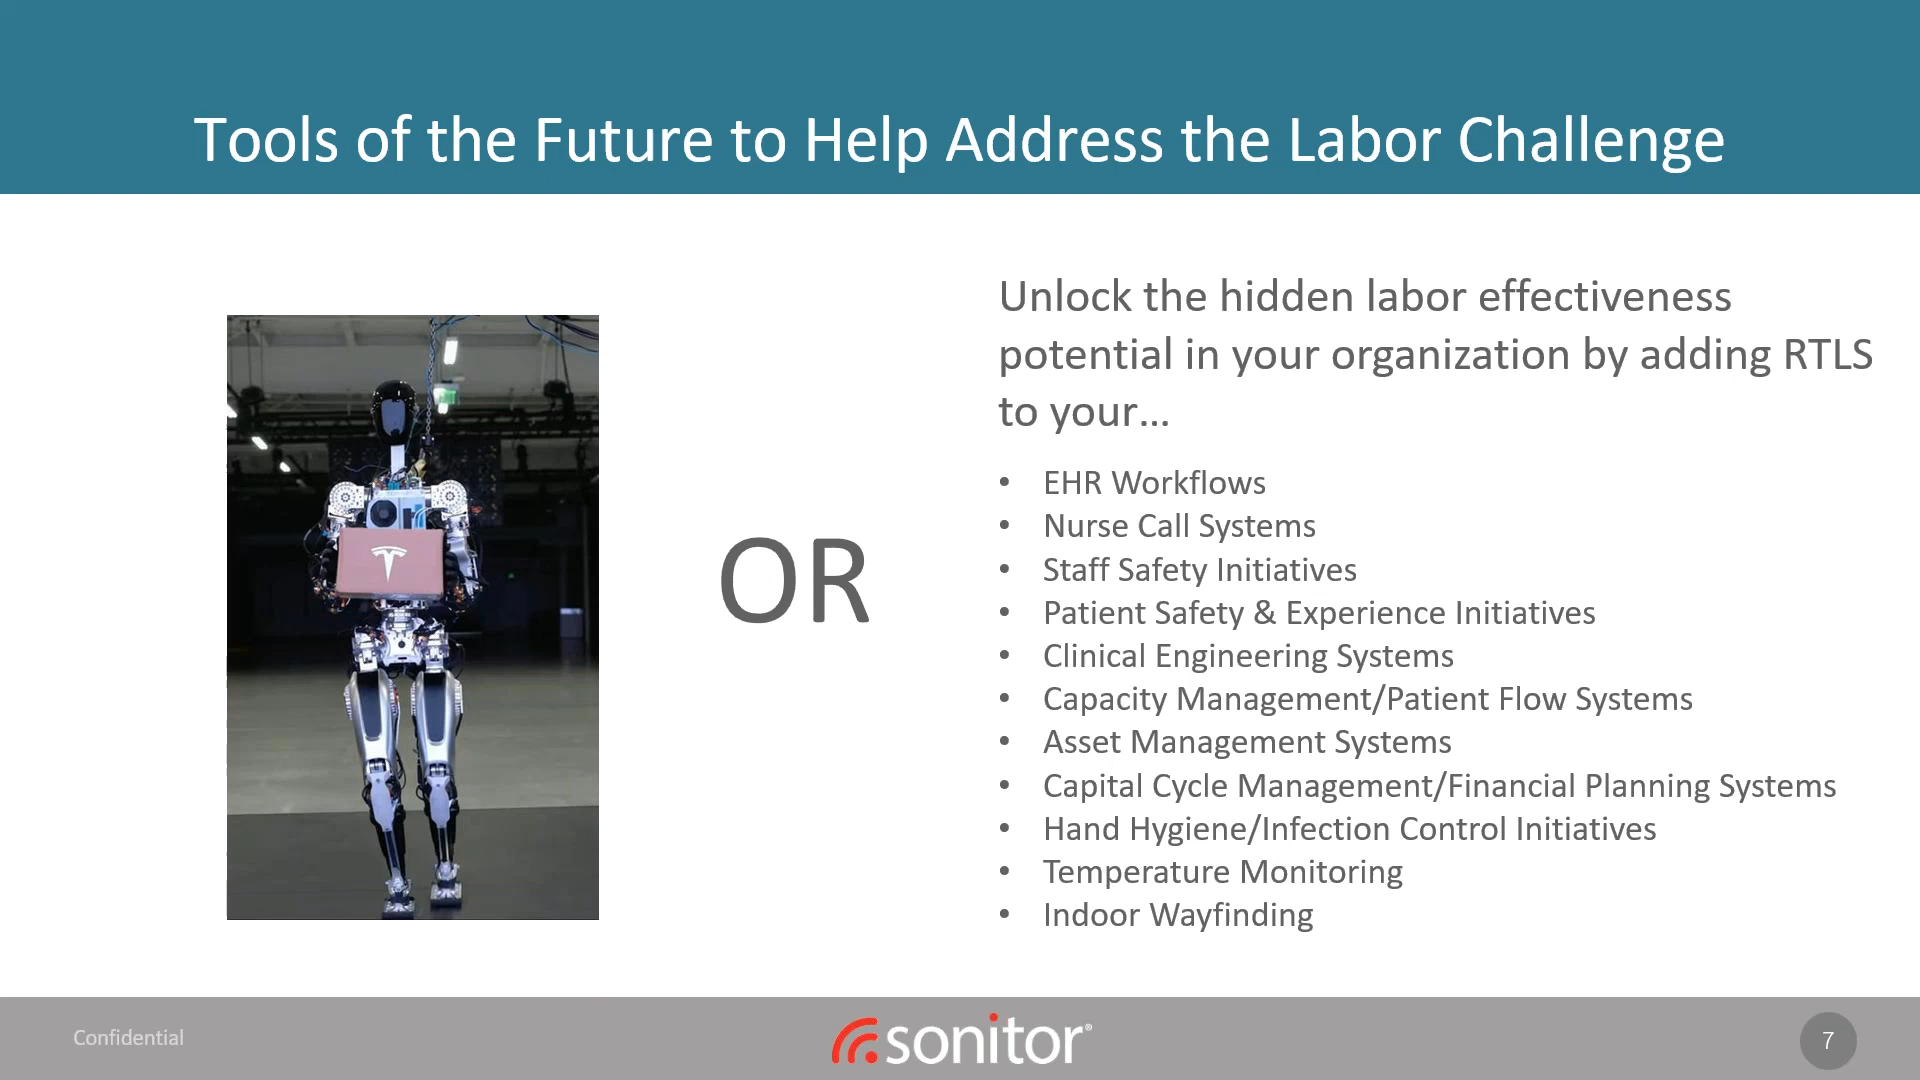 Tools of the Future to Help Address the Labor Challenge
OR
Unlock the hidden labor effectiveness
potential in your organization by adding RTLS
to your…
• EHR Workflows
• Nurse Call Systems
• Staff Safety Initiatives
• Patient Safety & Experience Initiatives
• Clinical Engineering Systems
• Capacity Management/Patient Flow Systems
• Asset Management Systems
• Capital Cycle Management/Financial Planning Systems
• Hand Hygiene/Infection Control Initiatives
• Temperature Monitoring
• Indoor Wayfinding
Confidential
sonitor®
7